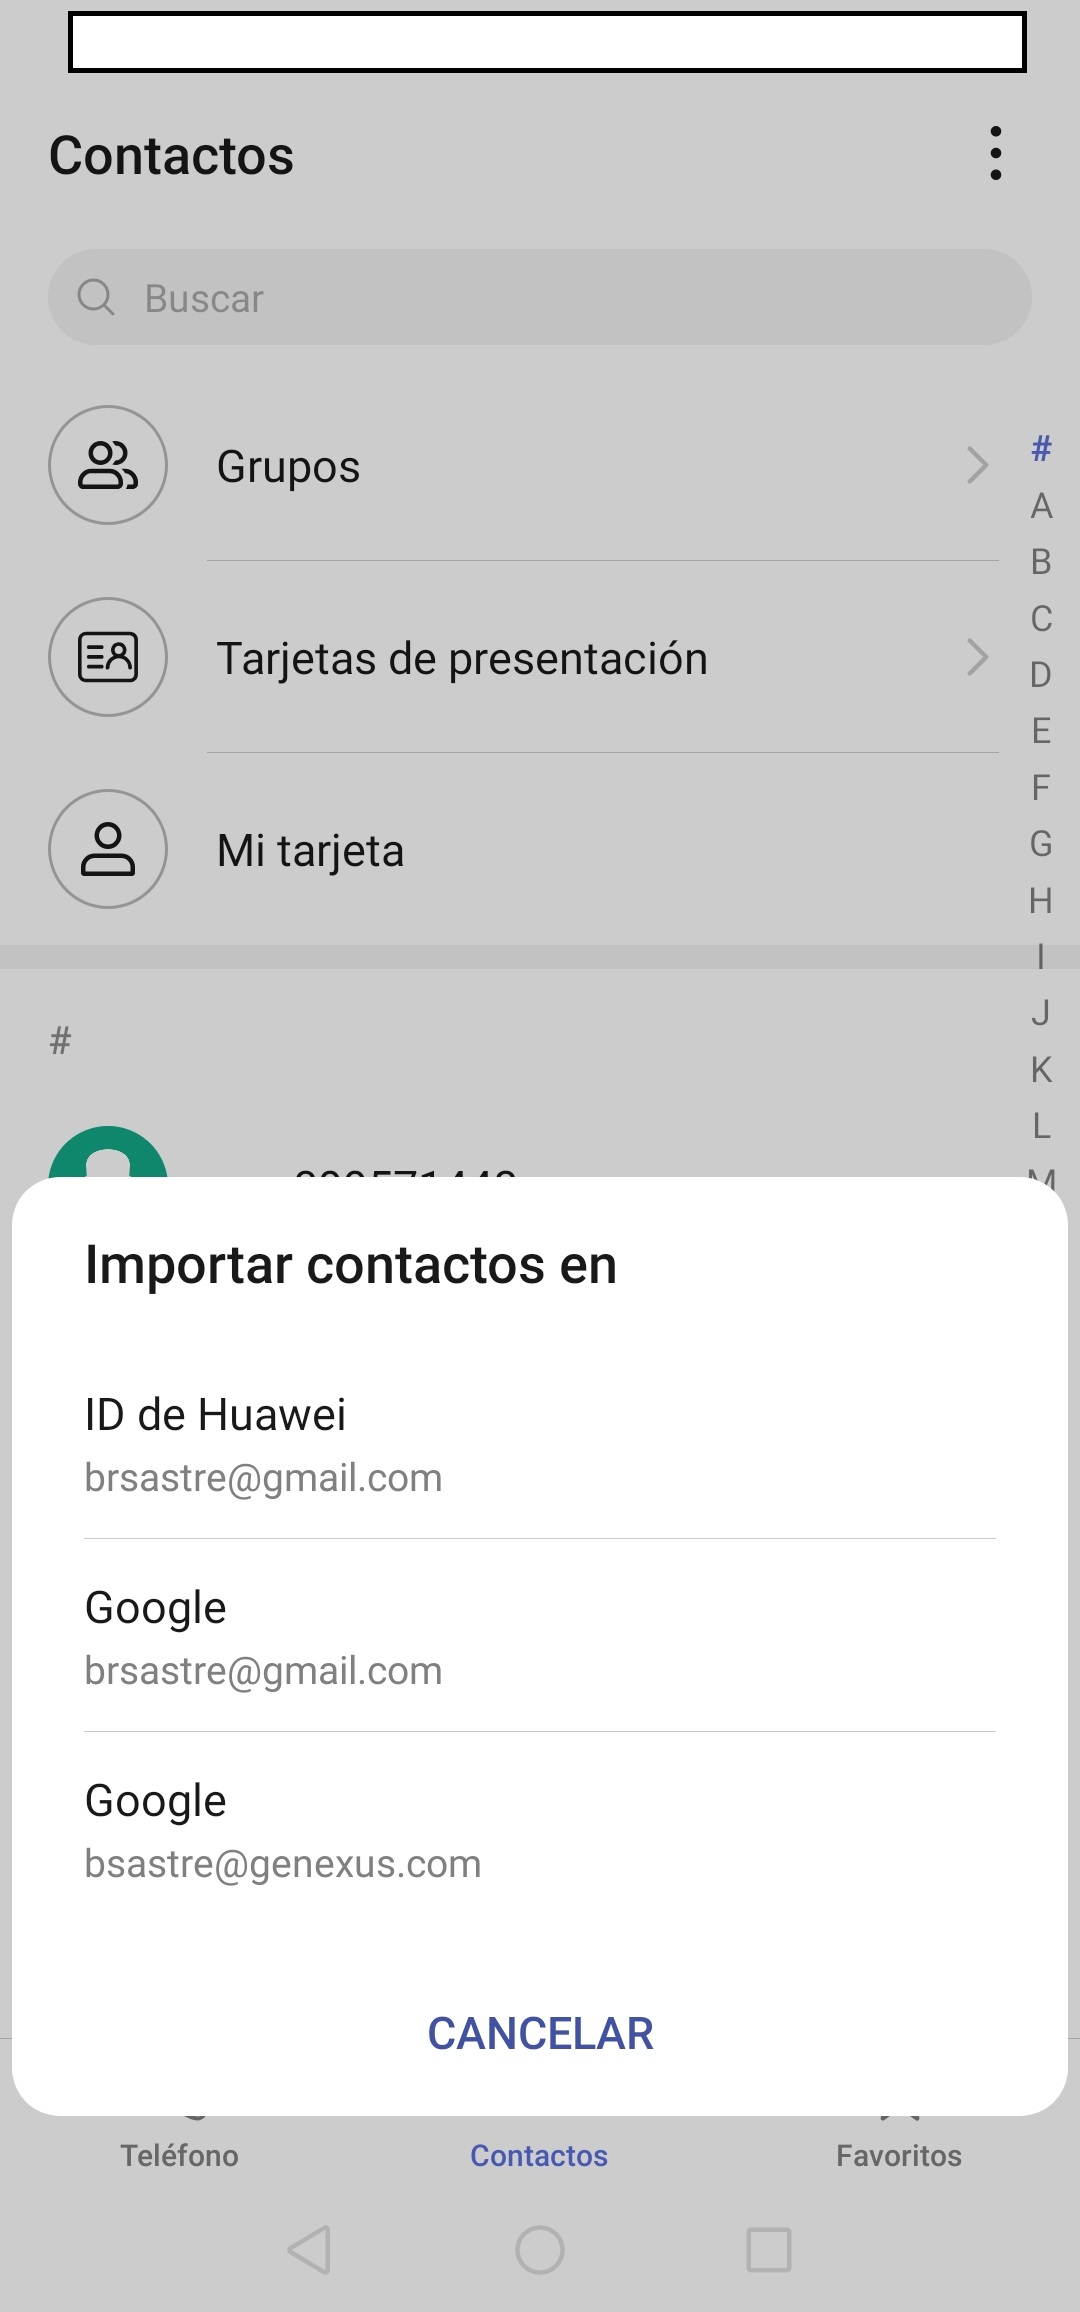 Contactos
Buscar
Grupos
Tarjetas de presentación
Mi tarjeta
#
A
B
C
D
E
F
G
H
I
J
K
L
M
#
Importar contactos en
ID de Huawei
brsastre@gmail.com
Google
brsastre@gmail.com
Google
bsastre@genexus.com
CANCELAR
Teléfono
Contactos
Favoritos